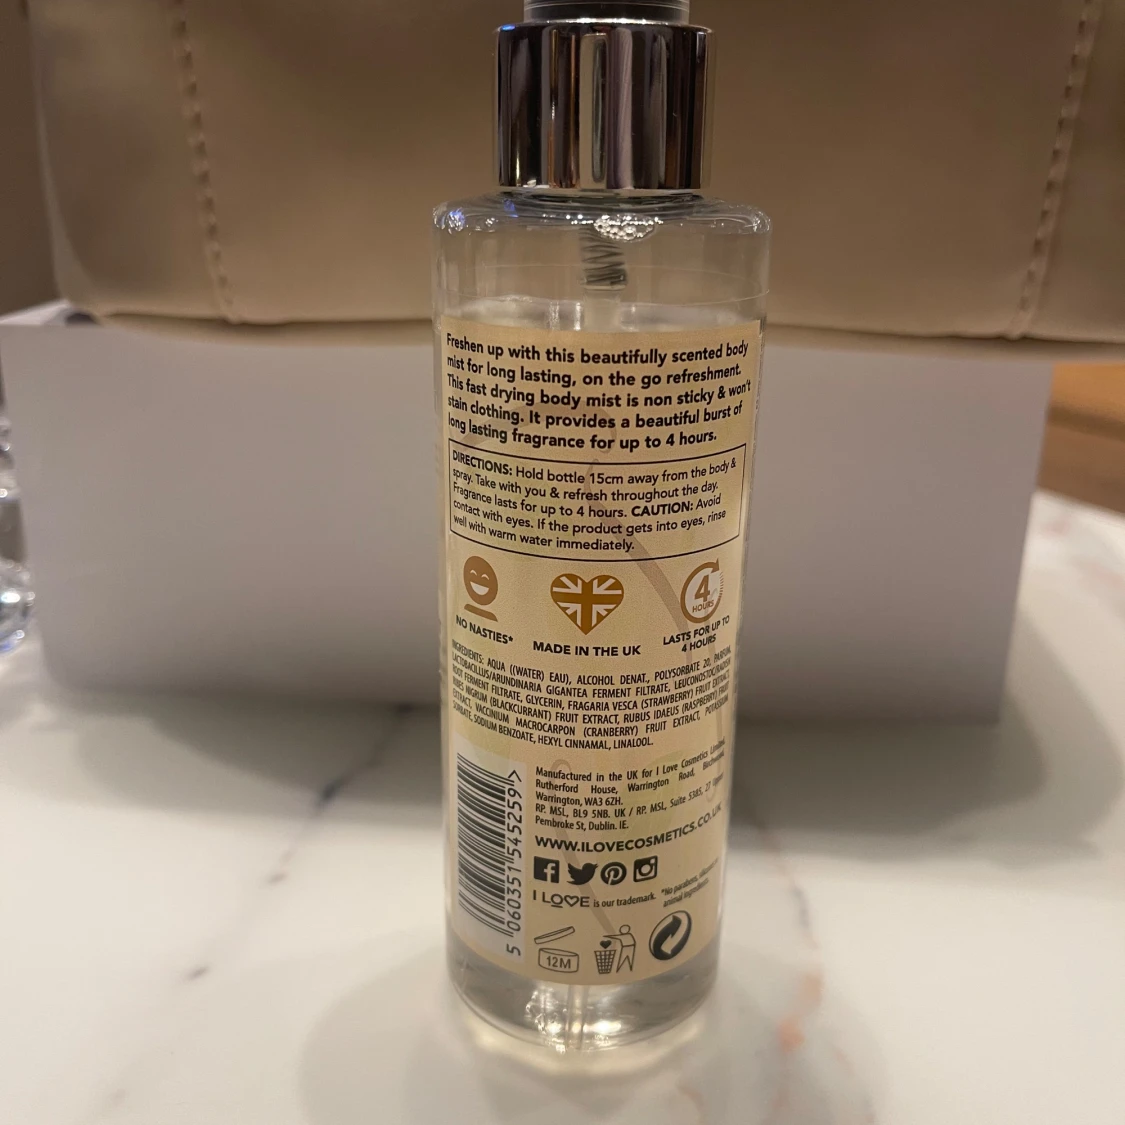 Freshen up with this beautifully scented body
mist for long lasting, on the go refreshment.
This fast drying body mist is non sticky & won't
stain clothing. It provides a beautiful burst of
long lasting fragrance for up to 4 hours.
DIRECTIONS: Hold bottle 15cm away from the body &
spray. Take with you & refresh throughout the day.
Fragrance lasts for up to 4 hours. CAUTION: Avoid
contact with eyes. If the product gets into eyes, rinse
well with warm water immediately.
4
HOURS
NO NASTIES*
MADE IN THE UK
LASTS FOR UP TO
4 HOURS
INGREDIENTS: AQUA ((WATER) EAU), ALCOHOL DENAT., POLYSORBATE 20, PARFUM,
LACTOBACILLUS/ARUNDINARIA GIGANTEA FERMENT FILTRATE, LEUCONOSTOC/RADISH
ROOT FERMENT FILTRATE, GLYCERIN, FRAGARIA VESCA (STRAWBERRY) FRUIT EXTRACT,
RIBES NIGRUM (BLACKCURRANT) FRUIT EXTRACT, RUBUS IDAEUS (RASPBERRY) FRUIT
EXTRACT, VACCINIUM MACROCARPON (CRANBERRY) FRUIT EXTRACT, POTASSIUM
SORBATE, SODIUM BENZOATE, HEXYL CINNAMAL, LINALOOL.
Manufactured in the UK for I Love Cosmetics Limited,
Rutherford House, Warrington Road, Birchwood,
Warrington, WA3 6ZH.
RP. MSL, BL9 5NB. UK / RP. MSL, Suite 5385, 27 Upper
Pembroke St, Dublin. IE.
WWW.ILOVECOSMETICS.CO.UK
I LOVE is our trademark.
*No parabens,
animal ingredients.
5 060351 545259 >
12M